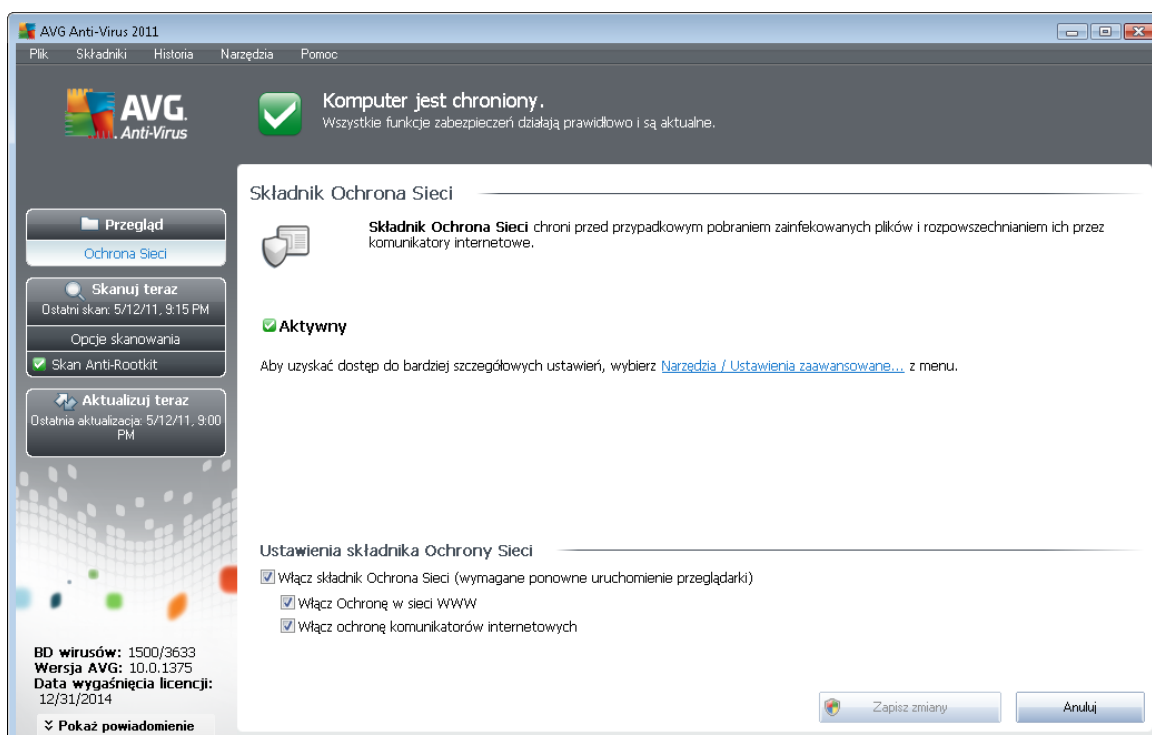 AVG Anti-Virus 2011
Plik Składniki Historia Narzędzia Pomoc
AVG.
Anti-Virus
Komputer jest chroniony.
Wszystkie funkcje zabezpieczeń działają prawidłowo i są aktualne.
Przegląd
Ochrona Sieci
Skanuj teraz
Ostatni skan: 5/12/11, 9:15 PM
Opcje skanowania
Skan Anti-Rootkit
Aktualizuj teraz
Ostatnia aktualizacja: 5/12/11, 9:00
PM
BD wirusów: 1500/3633
Wersja AVG: 10.0.1375
Data wygaśnięcia licencji:
12/31/2014
Pokaż powiadomienie
Składnik Ochrona Sieci
Składnik Ochrona Sieci chroni przed przypadkowym pobraniem zainfekowanych plików i rozpowszechnianiem ich przez
komunikatory internetowe.
Aktywny
Aby uzyskać dostęp do bardziej szczegółowych ustawień, wybierz Narzędzia / Ustawienia zaawansowane... z menu.
Ustawienia składnika Ochrony Sieci
Włącz składnik Ochrona Sieci (wymagane ponowne uruchomienie przeglądarki)
Włącz Ochronę w sieci WWW
Włącz ochronę komunikatorów internetowych
Zapisz zmiany
Anuluj